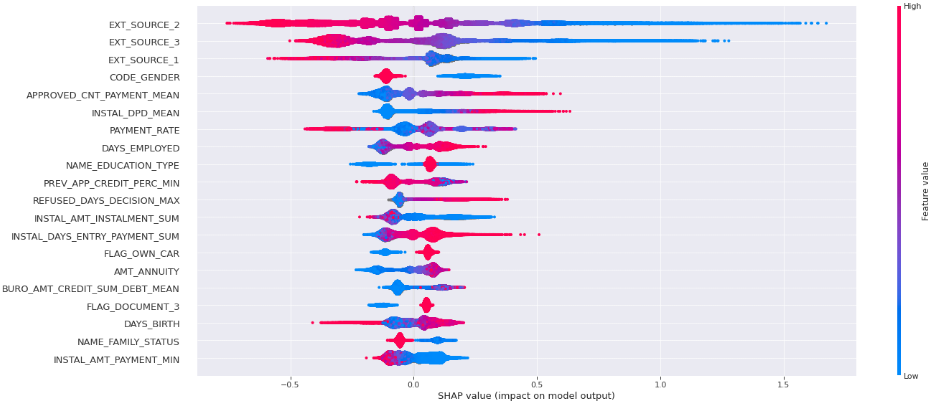 High
EXT_SOURCE_2
EXT_SOURCE_3
EXT_SOURCE_1
CODE_GENDER
APPROVED_CNT_PAYMENT_MEAN
INSTAL_DPD_MEAN
PAYMENT_RATE
DAYS_EMPLOYED
NAME_EDUCATION_TYPE
PREV_APP_CREDIT_PERC_MIN
REFUSED_DAYS_DECISION_MAX
INSTAL_AMT_INSTALMENT_SUM
INSTAL_DAYS_ENTRY_PAYMENT_SUM
FLAG_OWN_CAR
AMT_ANNUITY
BURO_AMT_CREDIT_SUM_DEBT_MEAN
FLAG_DOCUMENT_3
DAYS_BIRTH
NAME_FAMILY_STATUS
INSTAL_AMT_PAYMENT_MIN
Feature value
Low
−0.5 0.0 0.5 1.0 1.5
SHAP value (impact on model output)